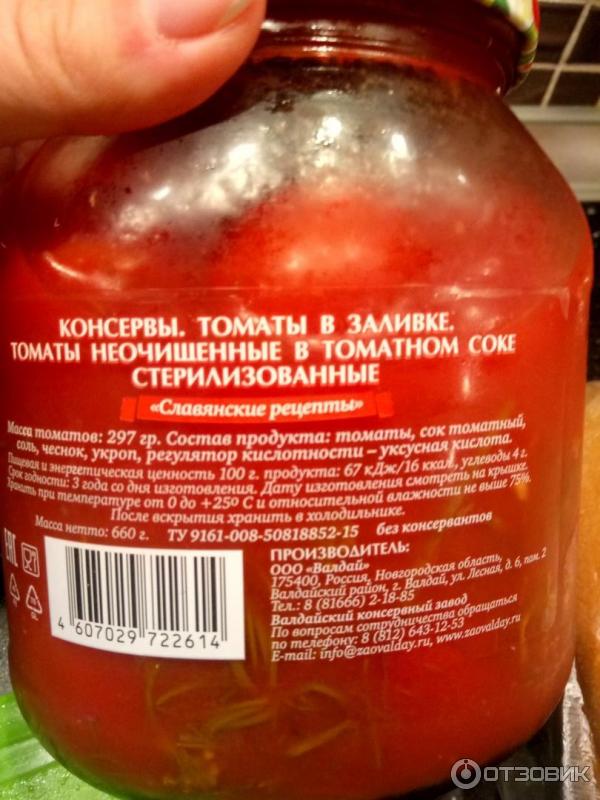 КОНСЕРВЫ. ТОМАТЫ В ЗАЛИВКЕ.
ТОМАТЫ НЕОЧИЩЕННЫЕ В ТОМАТНОМ СОКЕ
СТЕРИЛИЗОВАННЫЕ
«Славянские рецепты»
Масса томатов: 297 гр. Состав продукта: томаты, сок томатный,
соль, чеснок, укроп, регулятор кислотности – уксусная кислота.
Пищевая и энергетическая ценность 100 г. продукта: 67 кДж/16 ккал, углеводы 4 г.
Срок годности: 3 года со дня изготовления. Дату изготовления смотреть на крышке.
Хранить при температуре от 0 до +25º С и относительной влажности не выше 75%.
После вскрытия хранить в холодильнике.
Масса нетто: 660 г. ТУ 9161-008-50818852-15 без консервантов
ПРОИЗВОДИТЕЛЬ:
ООО «Валдай»
175400, Россия, Новгородская область,
Валдайский район, г. Валдай, ул. Лесная, д. 6, пом. 2
Тел.: 8 (81666) 2-18-85
Валдайский консервный завод
По вопросам сотрудничества обращаться
по телефону: 8 (812) 643-12-53
E-mail: info@zaovalday.ru, www.zaovalday.ru
EAC
4 607029 722614
ОТЗОВИК